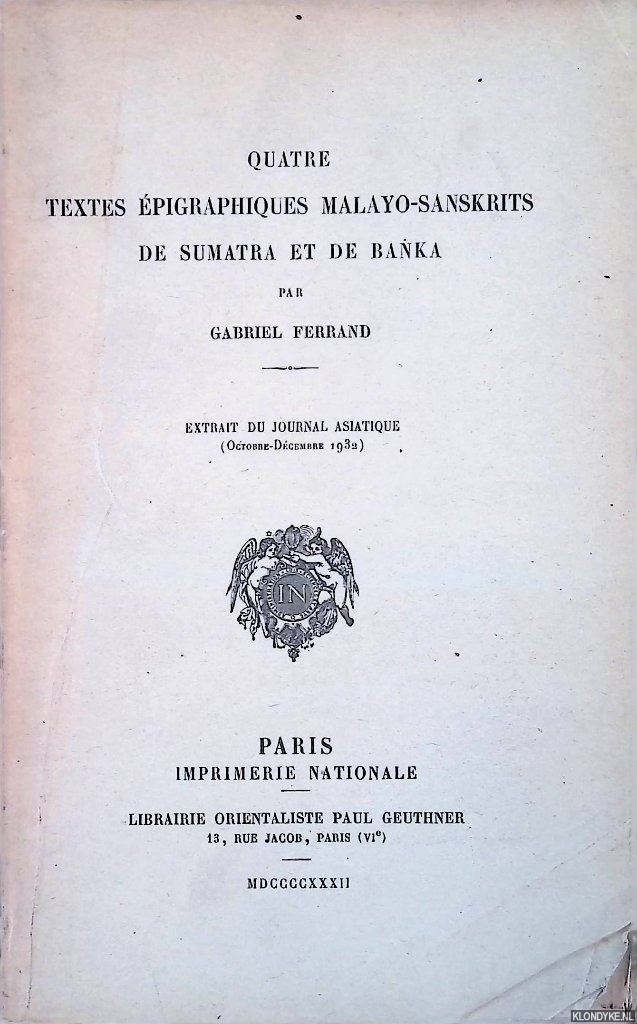 QUATRE
TEXTES ÉPIGRAPHIQUES MALAYO-SANSKRITS
DE SUMATRA ET DE BAṄKA
PAR
GABRIEL FERRAND
EXTRAIT DU JOURNAL ASIATIQUE
(OCTOBRE-DÉCEMBRE 1932)
IN
PARIS
IMPRIMERIE NATIONALE
LIBRAIRIE ORIENTALISTE PAUL GEUTHNER
13, RUE JACOB, PARIS (VIe)
MDCCCCXXXII
KLONDYKE.NL